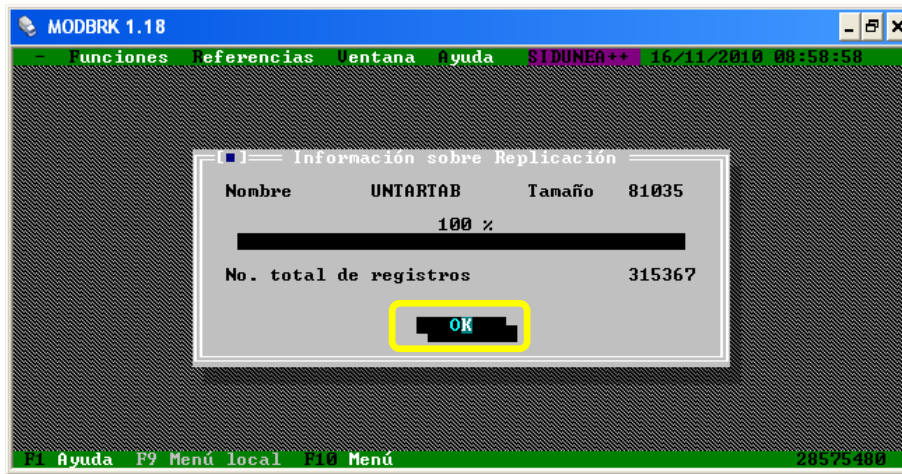 MODBRK 1.18
- Funciones Referencias Ventana Ayuda SIDUNEA++ 16/11/2010 08:58:58
Información sobre Replicación
Nombre UNTARTAB Tamaño 81035
100 %
No. total de registros 315367
OK
F1 Ayuda F9 Menú local F10 Menú 28575480